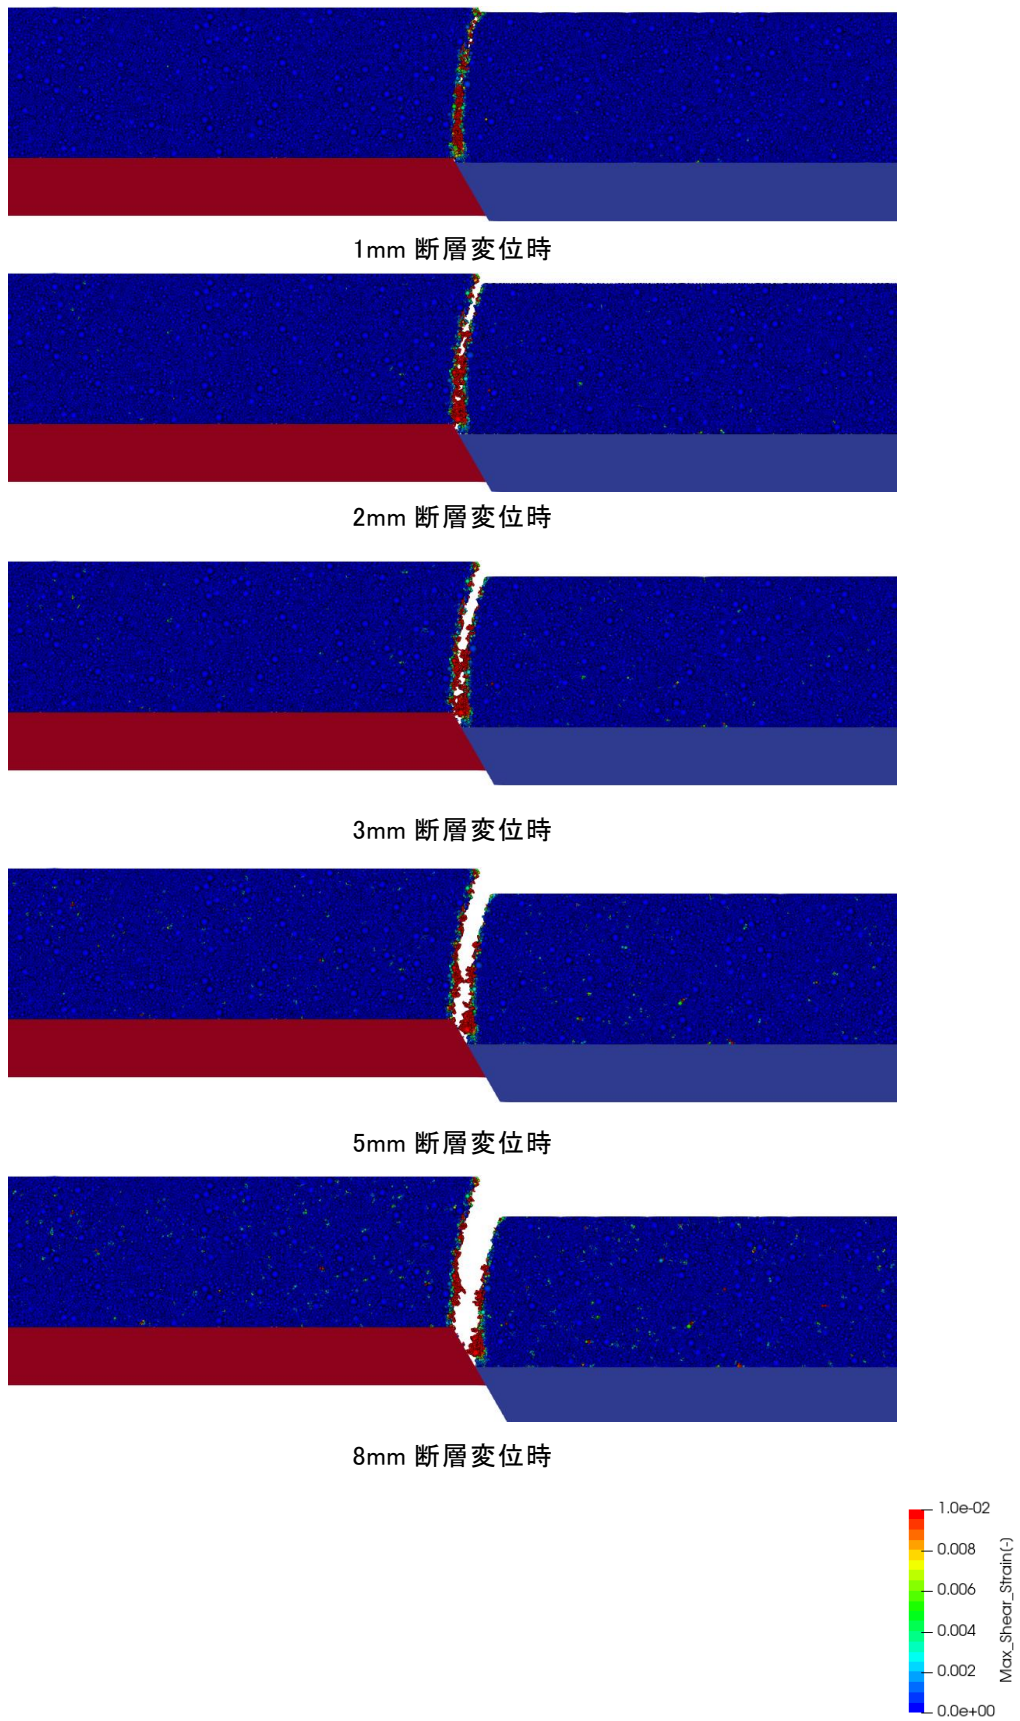 1mm 断層変位時
2mm 断層変位時
3mm 断層変位時
5mm 断層変位時
8mm 断層変位時
1.0e-02
0.008
0.006
0.004
0.002
0.0e+00
Max_Shear_Strain(-)